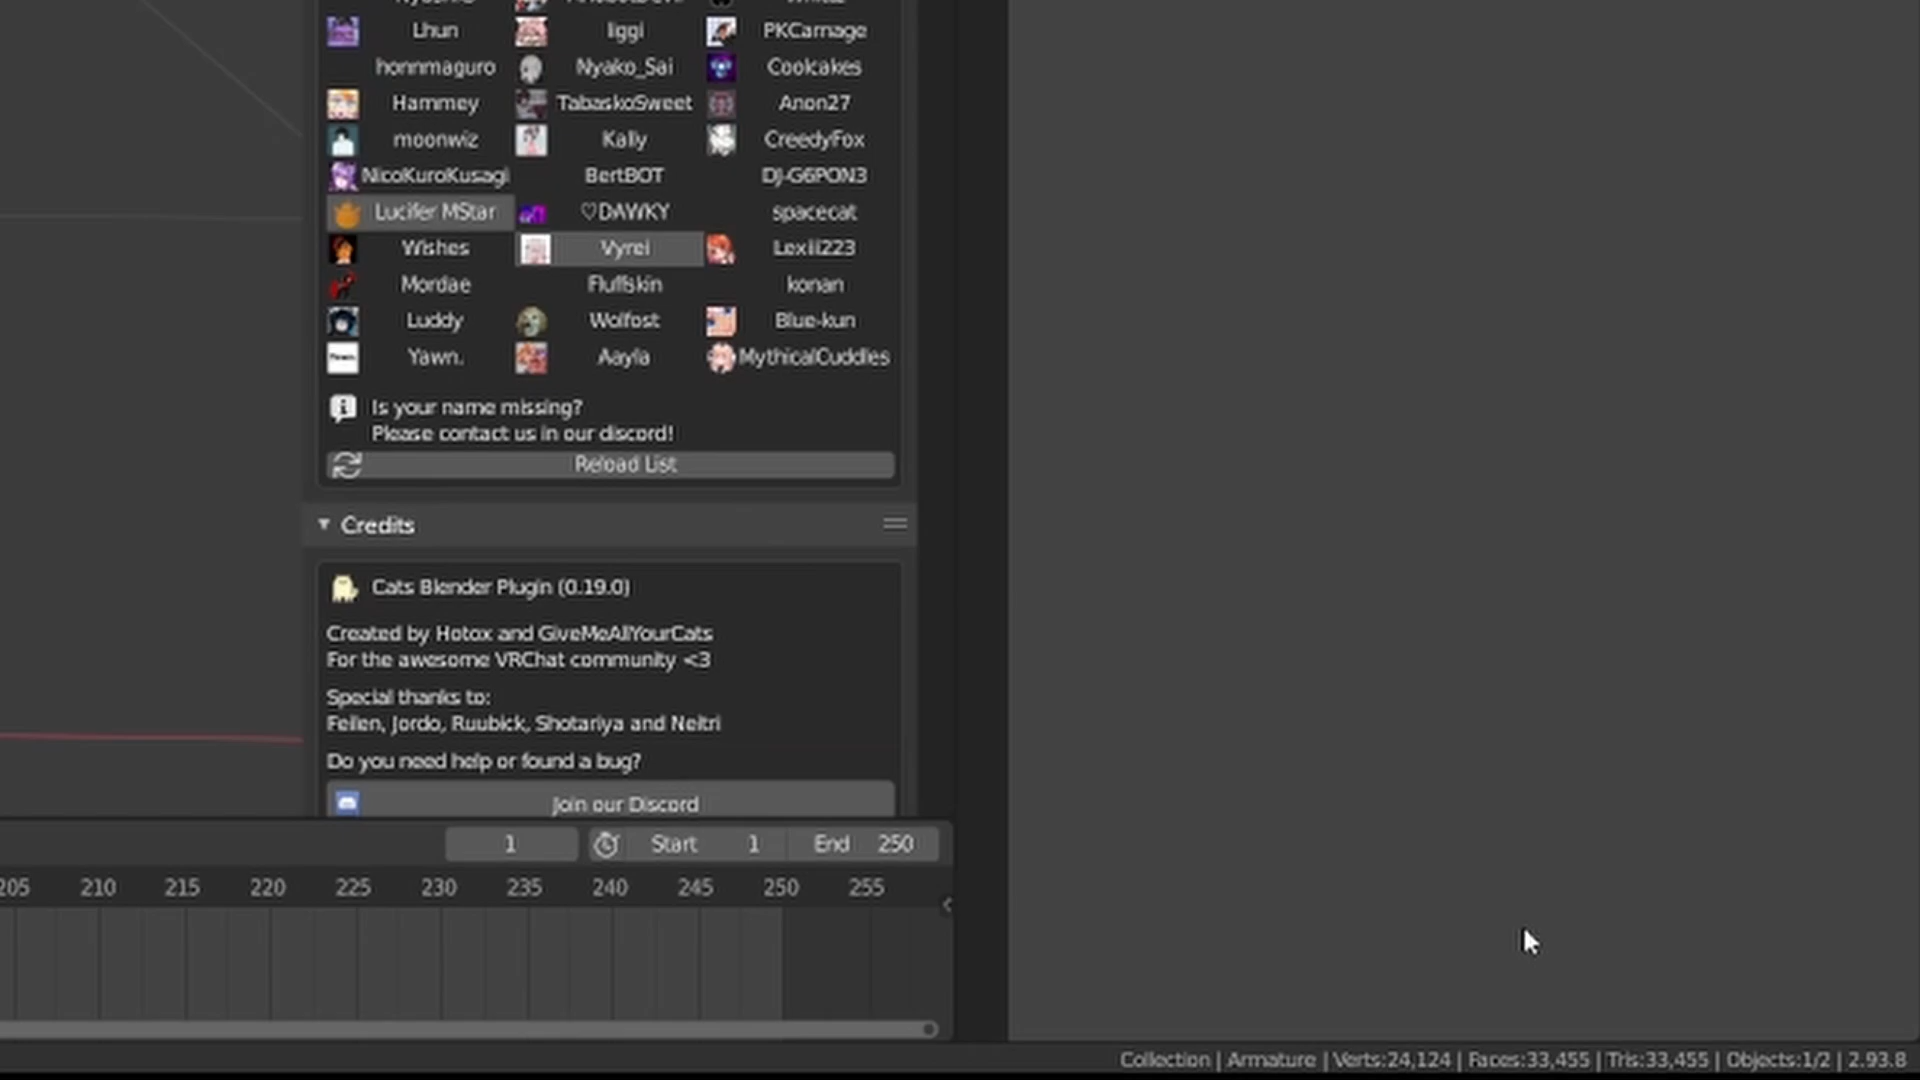 Lhun liggi PKCarnage
honnmaguro Nyako_Sai Coolcakes
Hammey TabaskoSweet Anon27
moonwiz Kally CreedyFox
NicoKuroKusagi BertBOT DJ-G6PON3
Lucifer MStar ♡DAWKY spacecat
Wishes Vyrei Lexii223
Mordae Fluffskin konan
Luddy Wolfost Blue-kun
Yawn. Aayla MythicalCuddles
Is your name missing?
Please contact us in our discord!
Reload List
Credits
Cats Blender Plugin (0.19.0)
Created by Hotox and GiveMeAllYourCats
For the awesome VRChat community <3
Special thanks to:
Feilen, Jordo, Ruubick, Shotariya and Neitri
Do you need help or found a bug?
Join our Discord
1 Start 1 End 250
205 210 215 220 225 230 235 240 245 250 255
Collection | Armature | Verts:24,124 | Faces:33,455 | Tris:33,455 | Objects:1/2 | 2.93.8